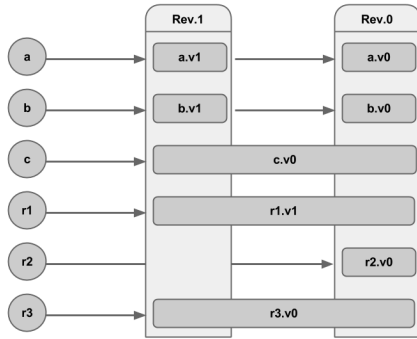 Rev.1 Rev.0
a a.v1 a.v0
b b.v1 b.v0
c c.v0
r1 r1.v1
r2 r2.v0
r3 r3.v0